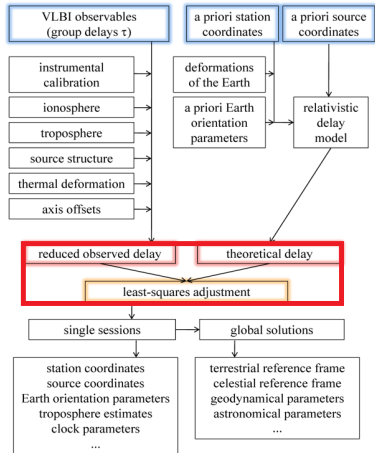 VLBI observables
(group delays τ)
a priori station
coordinates
a priori source
coordinates
instrumental
calibration
ionosphere
troposphere
source structure
thermal deformation
axis offsets
deformations
of the Earth
a priori Earth
orientation
parameters
relativistic
delay
model
reduced observed delay
theoretical delay
least-squares adjustment
single sessions
global solutions
station coordinates
source coordinates
Earth orientation parameters
troposphere estimates
clock parameters
...
terrestrial reference frame
celestial reference frame
geodynamical parameters
astronomical parameters
...